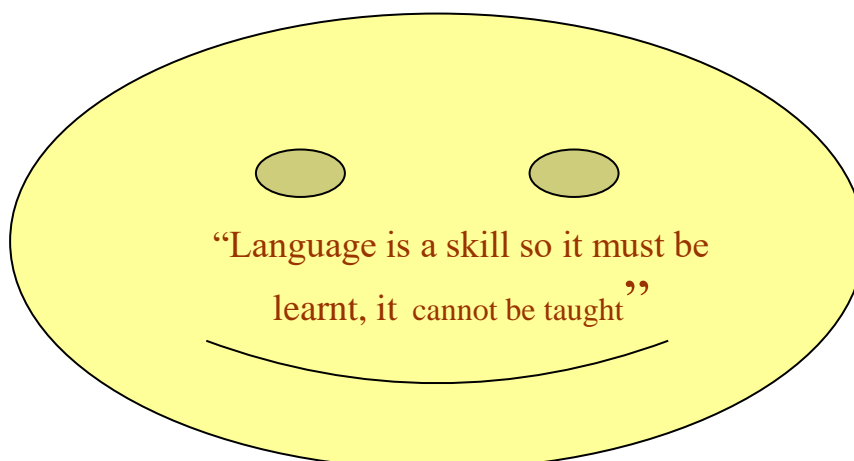 “Language is a skill so it must be
learnt, it cannot be taught”